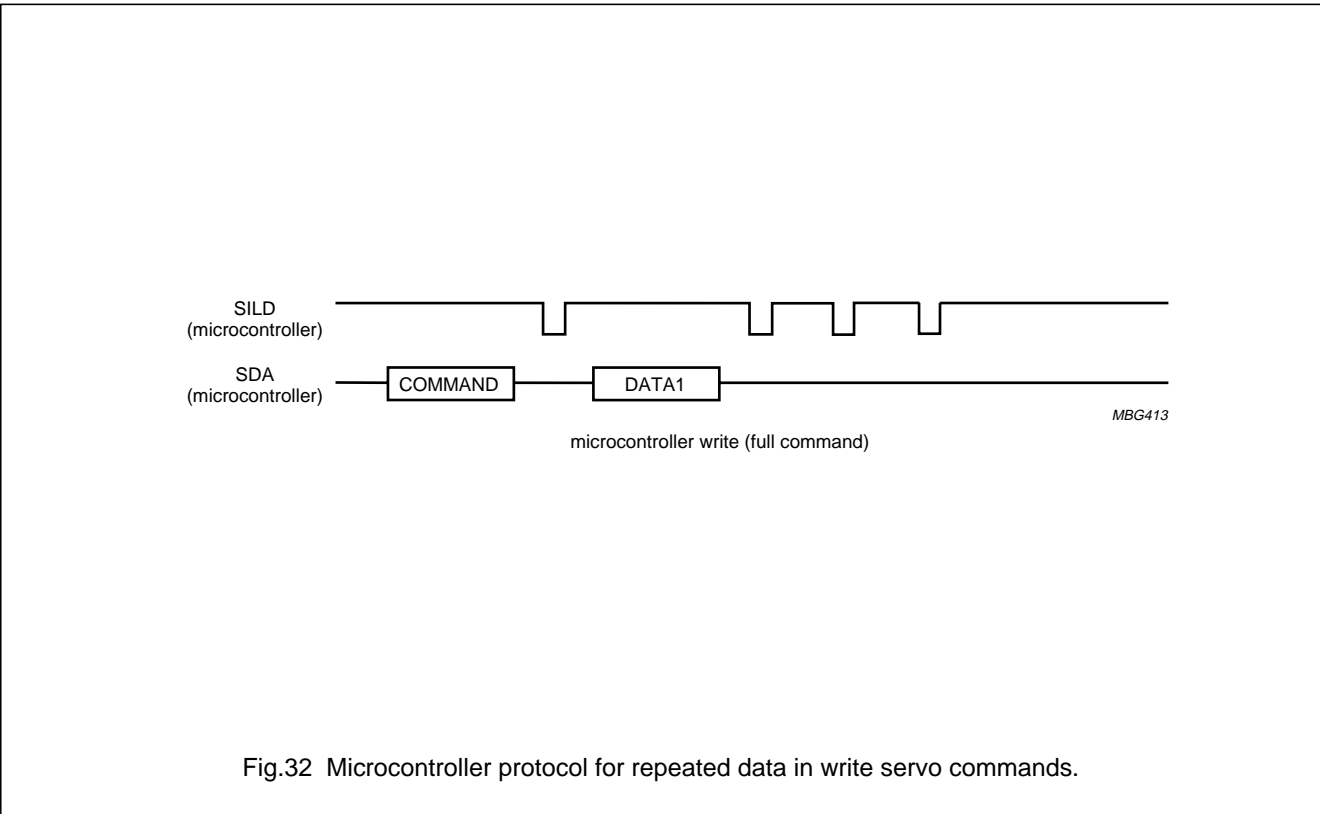 SILD
(microcontroller)
SDA
(microcontroller)
COMMAND
DATA1
MBG413
microcontroller write (full command)
Fig.32 Microcontroller protocol for repeated data in write servo commands.